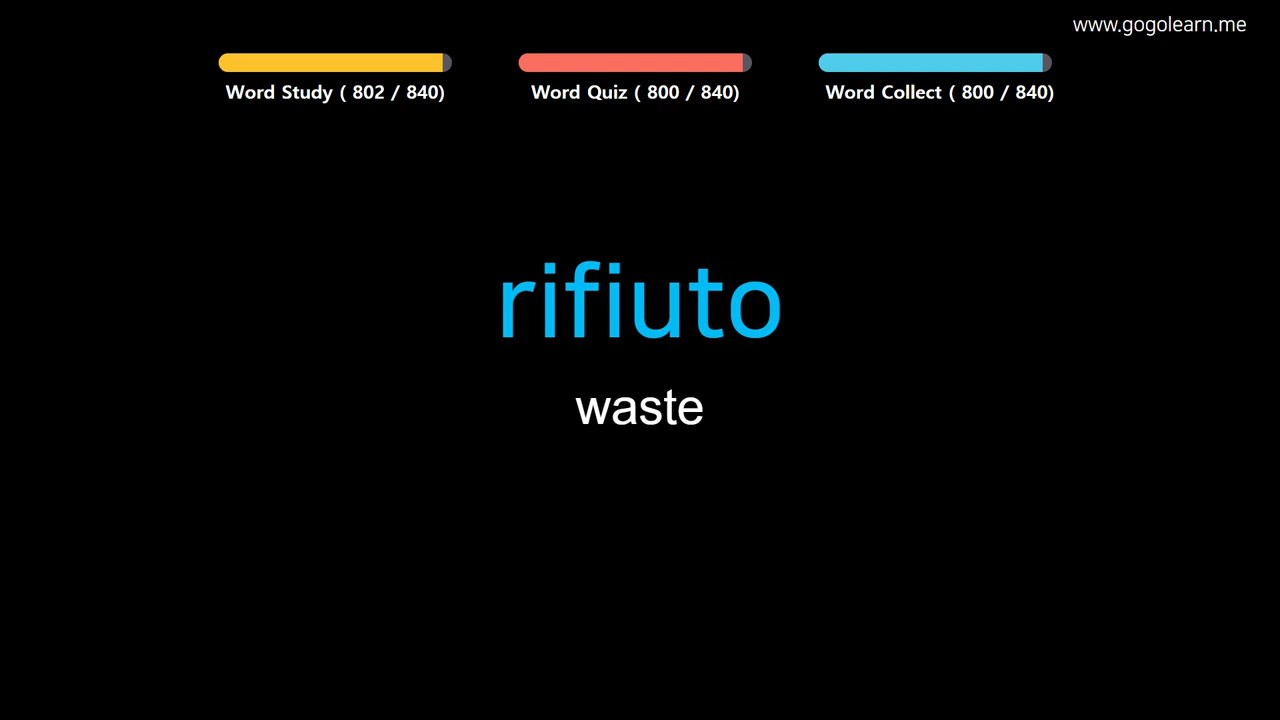 www.gogolearn.me
Word Study ( 802 / 840)
Word Quiz ( 800 / 840)
Word Collect ( 800 / 840)
rifiuto
waste